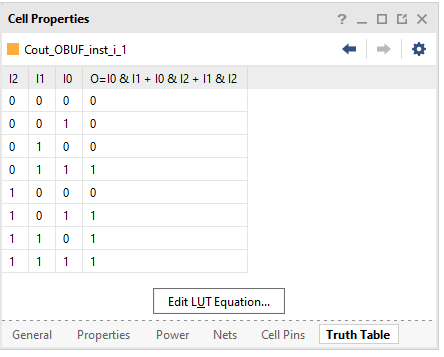 Cell Properties
Cout_OBUF_inst_i_1
I2 I1 I0 O=I0 & I1 + I0 & I2 + I1 & I2
0 0 0 0
0 0 1 0
0 1 0 0
0 1 1 1
1 0 0 0
1 0 1 1
1 1 0 1
1 1 1 1
Edit LUT Equation...
General Properties Power Nets Cell Pins Truth Table